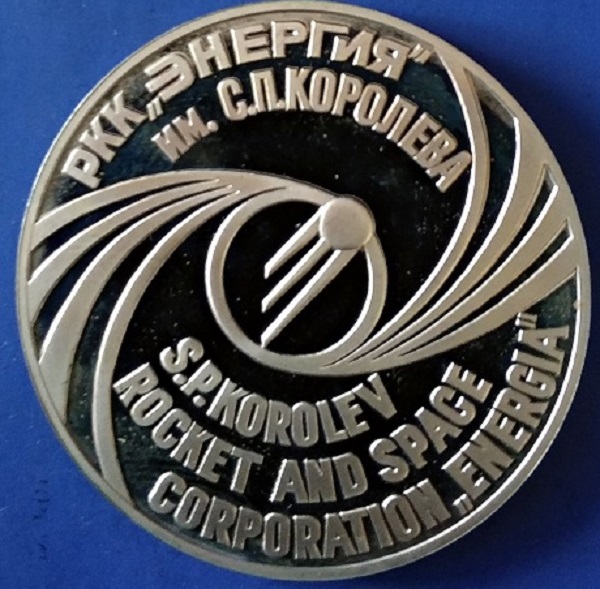 РКК „ЭНЕРГИЯ”
ИМ. С.П.КОРОЛЕВА
S.P.KOROLEV
ROCKET AND SPACE
CORPORATION „ENERGIA”